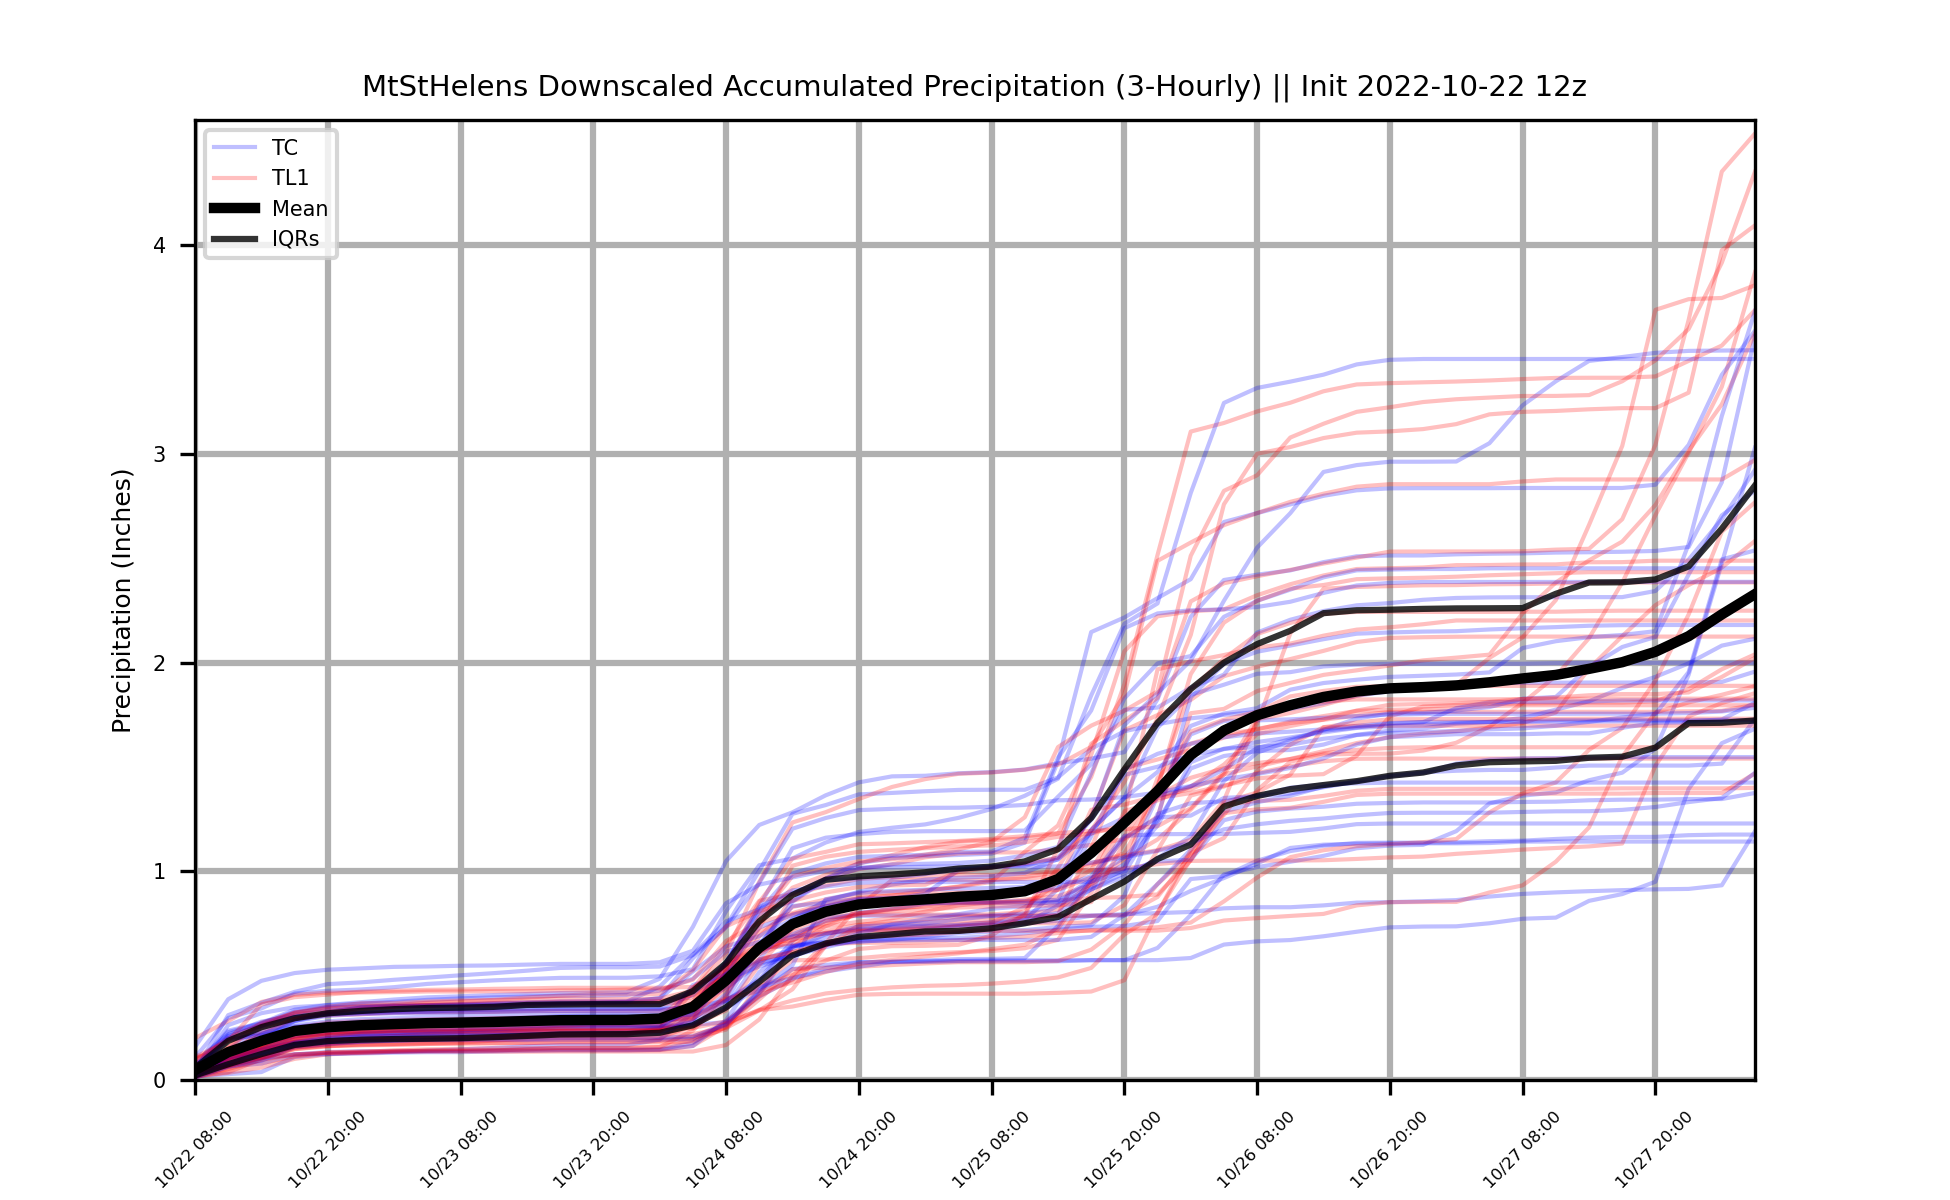 MtStHelens Downscaled Accumulated Precipitation (3-Hourly) || Init 2022-10-22 12z
TC
TL1
Mean
IQRs
Precipitation (Inches)
4
3
2
1
0
10/22 08:00
10/22 20:00
10/23 08:00
10/23 20:00
10/24 08:00
10/24 20:00
10/25 08:00
10/25 20:00
10/26 08:00
10/26 20:00
10/27 08:00
10/27 20:00